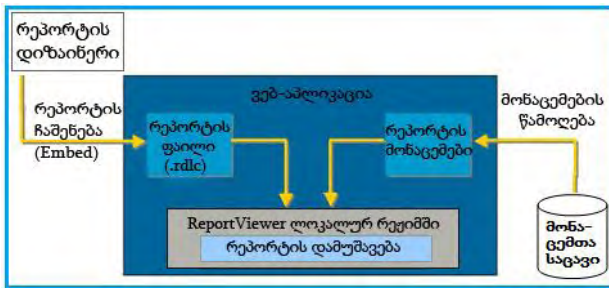 რეპორტის
დიზაინერი
ვებ-აპლიკაცია
რეპორტის
ჩაშენება
(Embed)
რეპორტის
ფაილი
(.rdlc)
რეპორტის
მონაცემები
მონაცემების
წამოღება
ReportViewer ლოკალურ რეჟიმში
რეპორტის დამუშავება
მონა-
ცემთა
საცავი